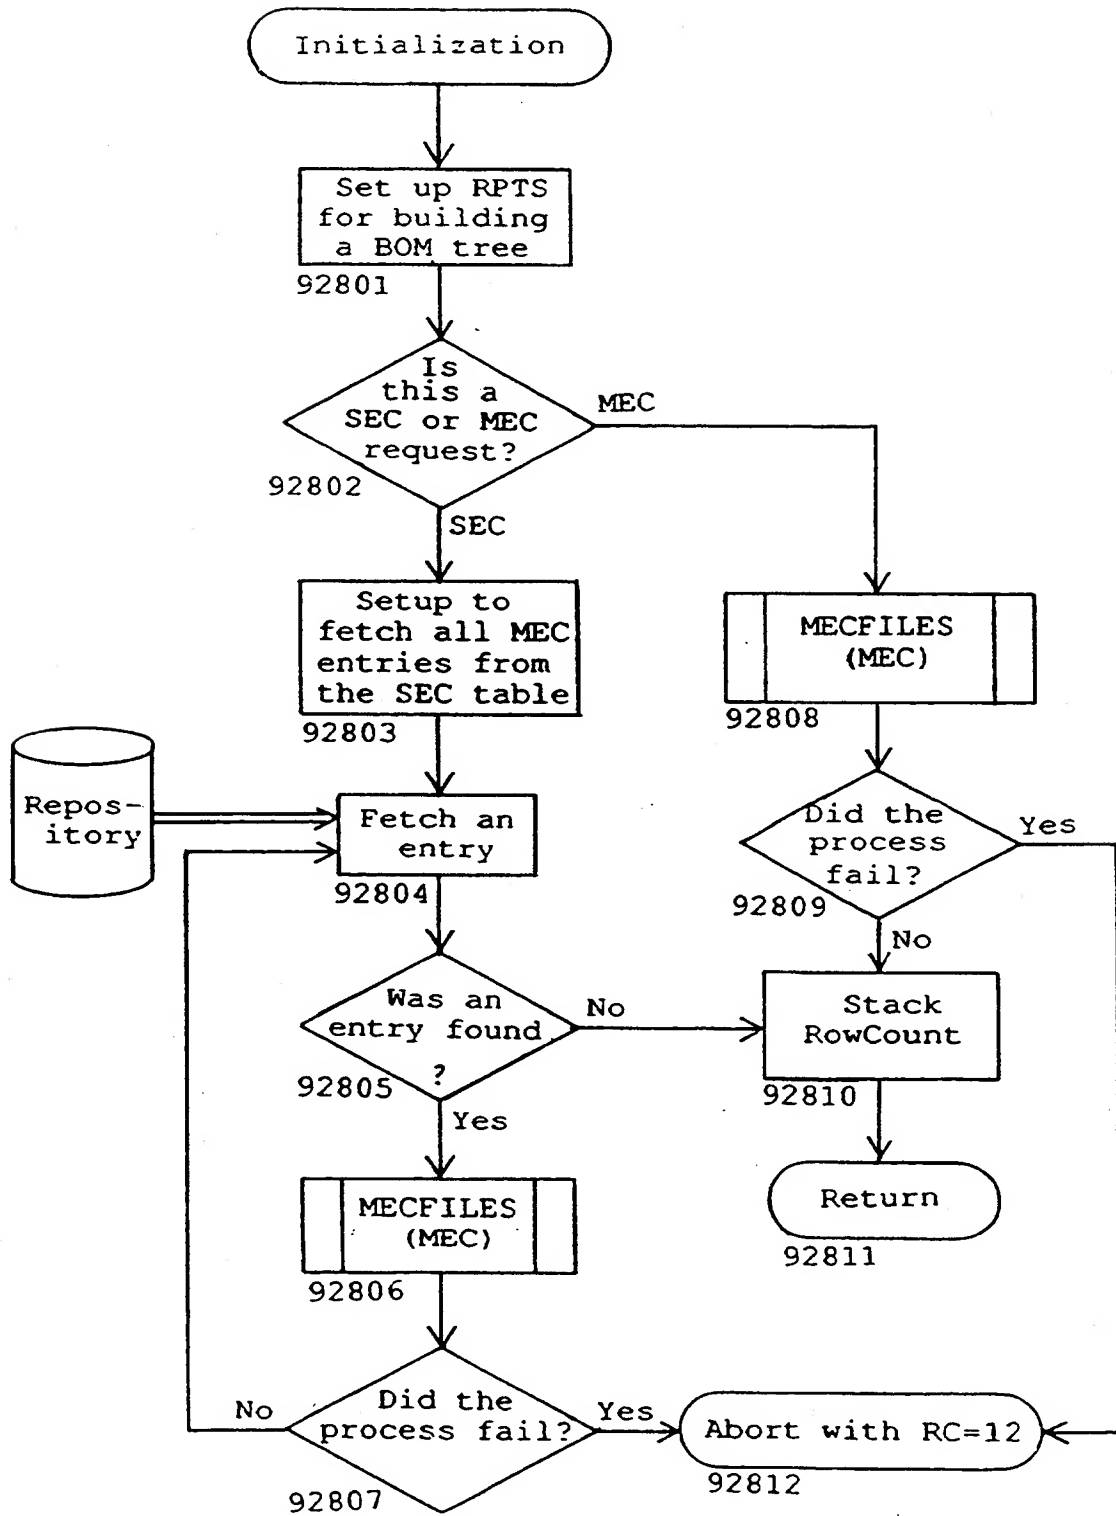 Initialization
Set up RPTS
for building
a BOM tree
92801
Is
this a
SEC or MEC
request?
92802
MEC
SEC
Setup to
fetch all MEC
entries from
the SEC table
92803
MECFILES
(MEC)
92808
Repos-
itory
Fetch an
entry
92804
Did the
process
fail?
92809
Yes
No
Was an
entry found
?
92805
No
Yes
Stack
RowCount
92810
Return
92811
MECFILES
(MEC)
92806
Did the
process fail?
92807
No
Yes
Abort with RC=12
92812